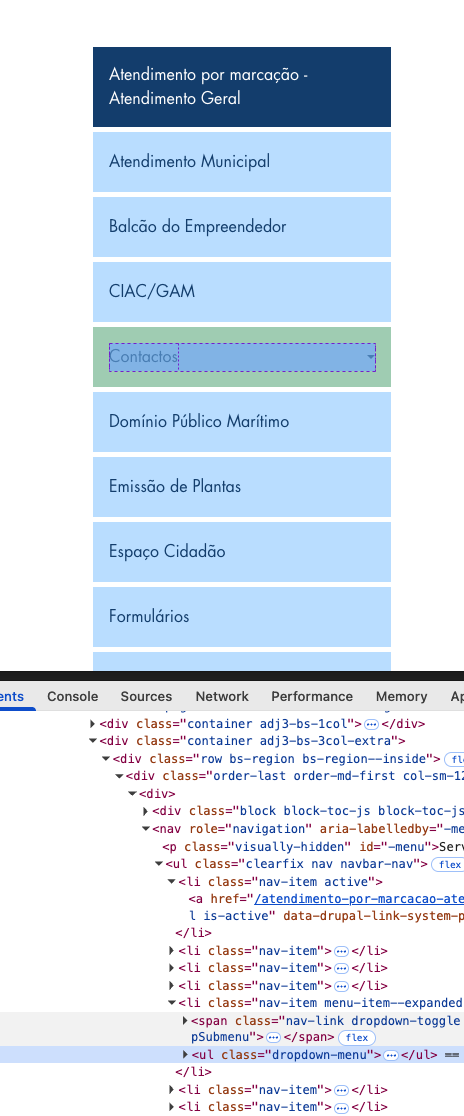 Atendimento por marcação -
Atendimento Geral
Atendimento Municipal
Balcão do Empreendedor
CIAC/GAM
Contactos
Domínio Público Marítimo
Emissão de Plantas
Espaço Cidadão
Formulários
ents Console Sources Network Performance Memory Ap
<div class="container adj3-bs-1col"> ⋯ </div>
<div class="container adj3-bs-3col-extra">
<div class="row bs-region bs-region--inside"> fle
<div class="order-last order-md-first col-sm-12
<div>
<div class="block block-toc-js block-toc-js
<nav role="navigation" aria-labelledby="-me
<p class="visually-hidden" id="-menu">Serv
<ul class="clearfix nav navbar-nav"> flex
<li class="nav-item active">
<a href="/atendimento-por-marcacao-ate
l is-active" data-drupal-link-system-p
</li>
<li class="nav-item"> ⋯ </li>
<li class="nav-item"> ⋯ </li>
<li class="nav-item"> ⋯ </li>
<li class="nav-item menu-item--expanded
<span class="nav-link dropdown-toggle
pSubmenu"> ⋯ </span> flex
<ul class="dropdown-menu"> ⋯ </ul> ==
</li>
<li class="nav-item"> ⋯ </li>
<li class="nav-item"> ⋯ </li>